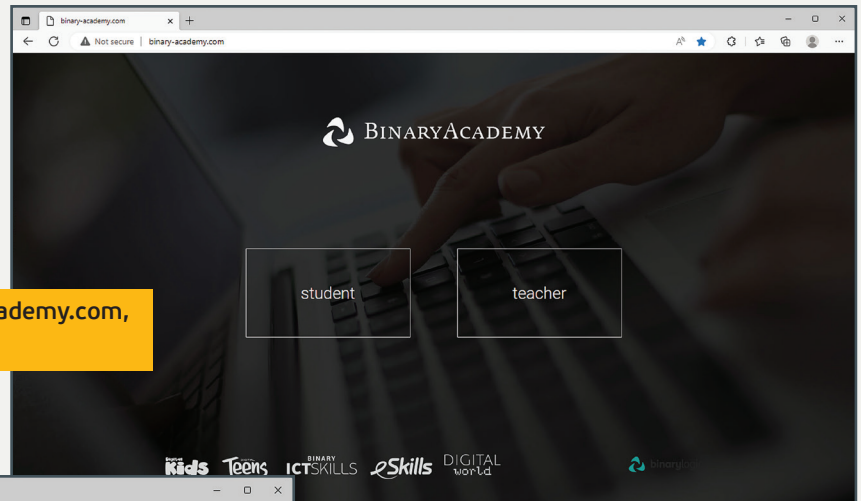 binary-academy.com
Not secure | binary-academy.com
BINARYACADEMY
student
teacher
ademy.com,
Digital Kids
Teens
BINARY ICTSKILLS
eSkills
DIGITAL world